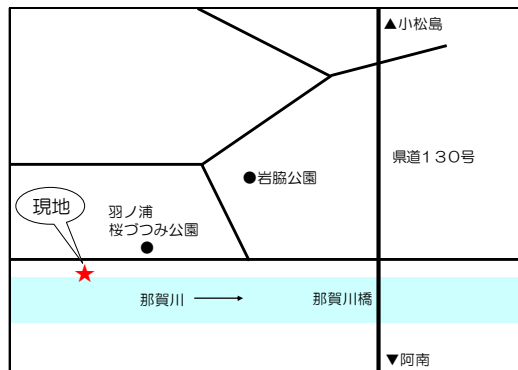 ▲小松島
県道130号
●岩脇公園
現地
羽ノ浦
桜づつみ公園
那賀川
那賀川橋
▼阿南